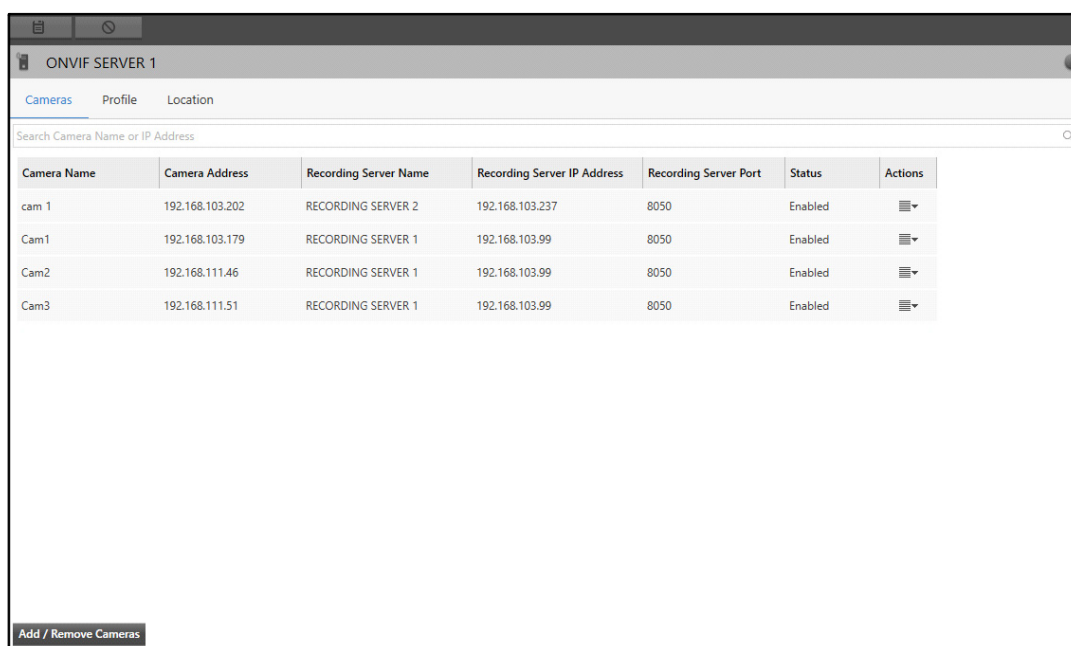 ONVIF SERVER 1
Cameras Profile Location
Search Camera Name or IP Address
Camera Name Camera Address Recording Server Name Recording Server IP Address Recording Server Port Status Actions
cam 1 192.168.103.202 RECORDING SERVER 2 192.168.103.237 8050 Enabled
Cam1 192.168.103.179 RECORDING SERVER 1 192.168.103.99 8050 Enabled
Cam2 192.168.111.46 RECORDING SERVER 1 192.168.103.99 8050 Enabled
Cam3 192.168.111.51 RECORDING SERVER 1 192.168.103.99 8050 Enabled
Add / Remove Cameras